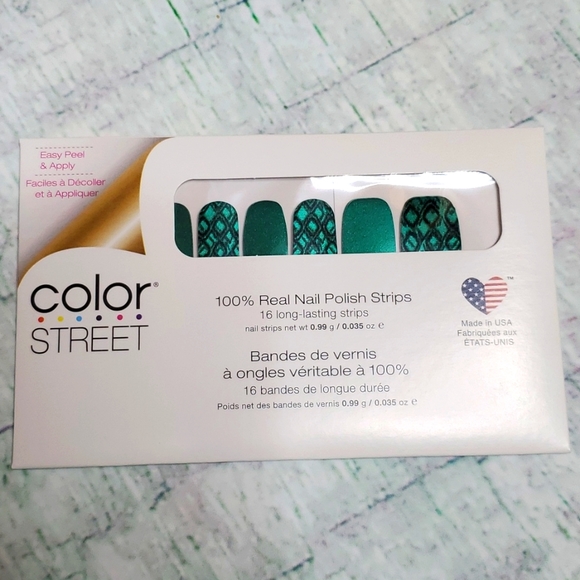 Easy Peel
& Apply
Faciles à Décoller
et à Appliquer
color®
STREET
100% Real Nail Polish Strips
16 long-lasting strips
nail strips net wt 0.99 g / 0.035 oz ℮
Bandes de vernis
à ongles véritable à 100%
16 bandes de longue durée
Poids net des bandes de vernis 0.99 g / 0.035 oz ℮
™
Made in USA
Fabriquées aux
ÉTATS-UNIS